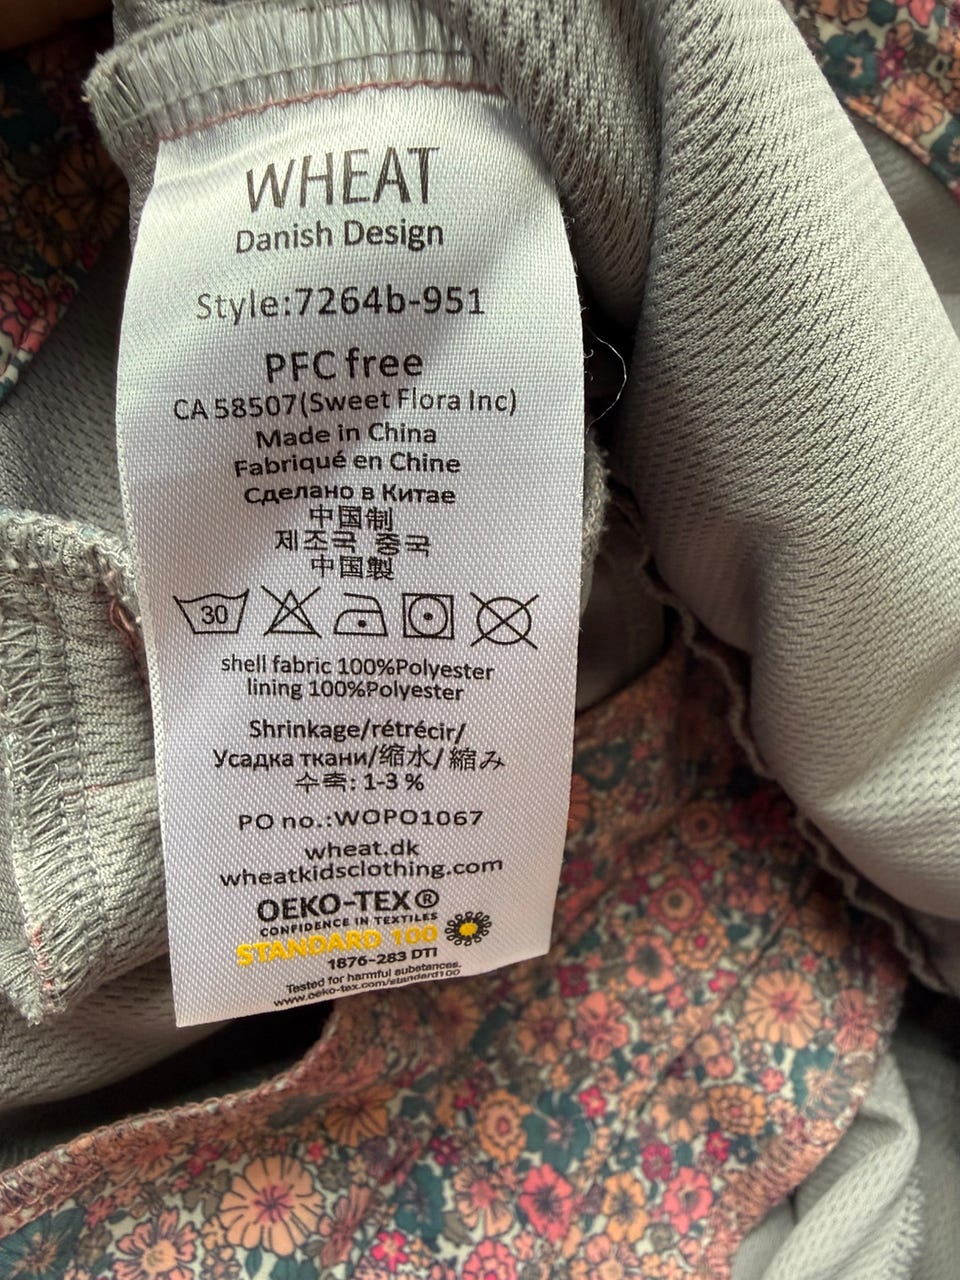 WHEAT
Danish Design
Style:7264b-951
PFC free
CA 58507(Sweet Flora Inc)
Made in China
Fabriqué en Chine
Сделано в Китае
中国制
제조국 중국
中国製
30
shell fabric 100%Polyester
lining 100%Polyester
Shrinkage/rétrécir/
Усадка ткани/缩水/縮み
수축: 1-3 %
PO no.:WOPO1067
wheat.dk
wheatkidsclothing.com
OEKO-TEX®
CONFIDENCE IN TEXTILES
STANDARD 100
1876-283 DTI
Tested for harmful substances.
www.oeko-tex.com/standard100